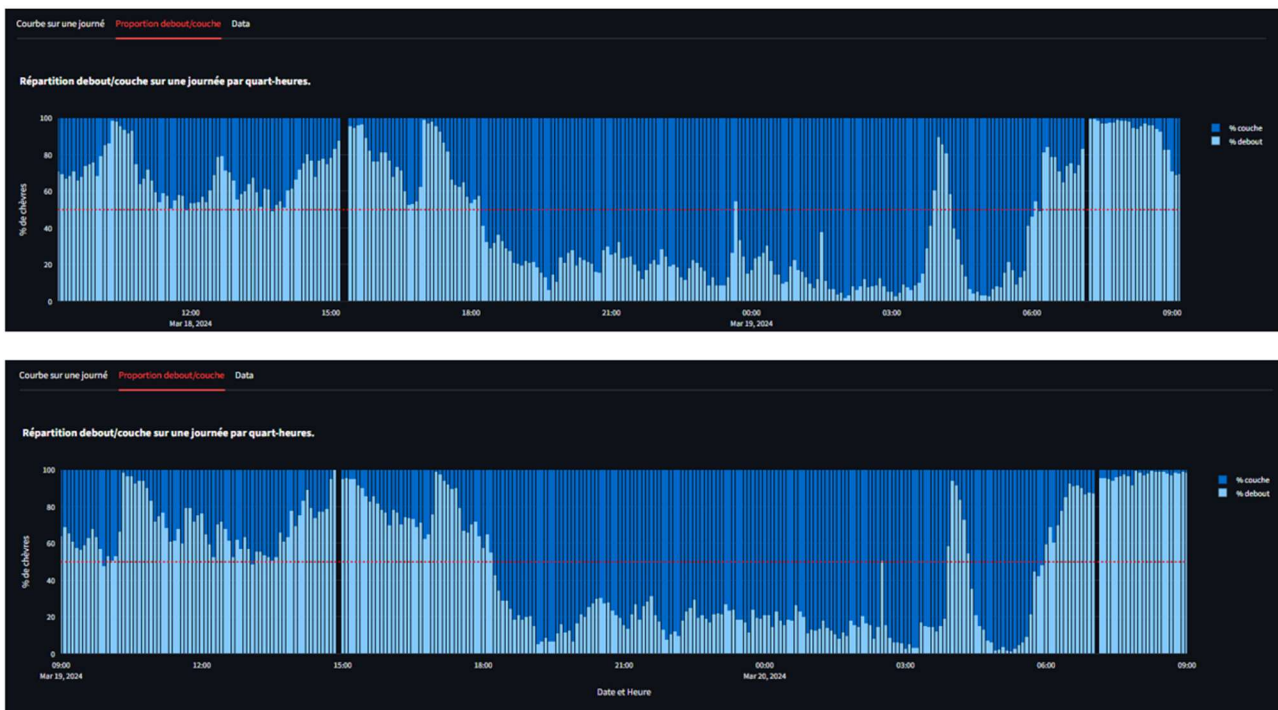 Courbe sur une journé Proportion debout/couche Data
Répartition debout/couche sur une journée par quart-heures.
% couche
% debout
% de chèvres
100
80
60
40
20
0
12:00 15:00 18:00 21:00 00:00 03:00 06:00 09:00
Mar 18, 2024 Mar 19, 2024
Courbe sur une journé Proportion debout/couche Data
Répartition debout/couche sur une journée par quart-heures.
% couche
% debout
% de chèvres
100
80
60
40
20
0
09:00 12:00 15:00 18:00 21:00 00:00 03:00 06:00 09:00
Mar 19, 2024 Mar 20, 2024
Date et Heure